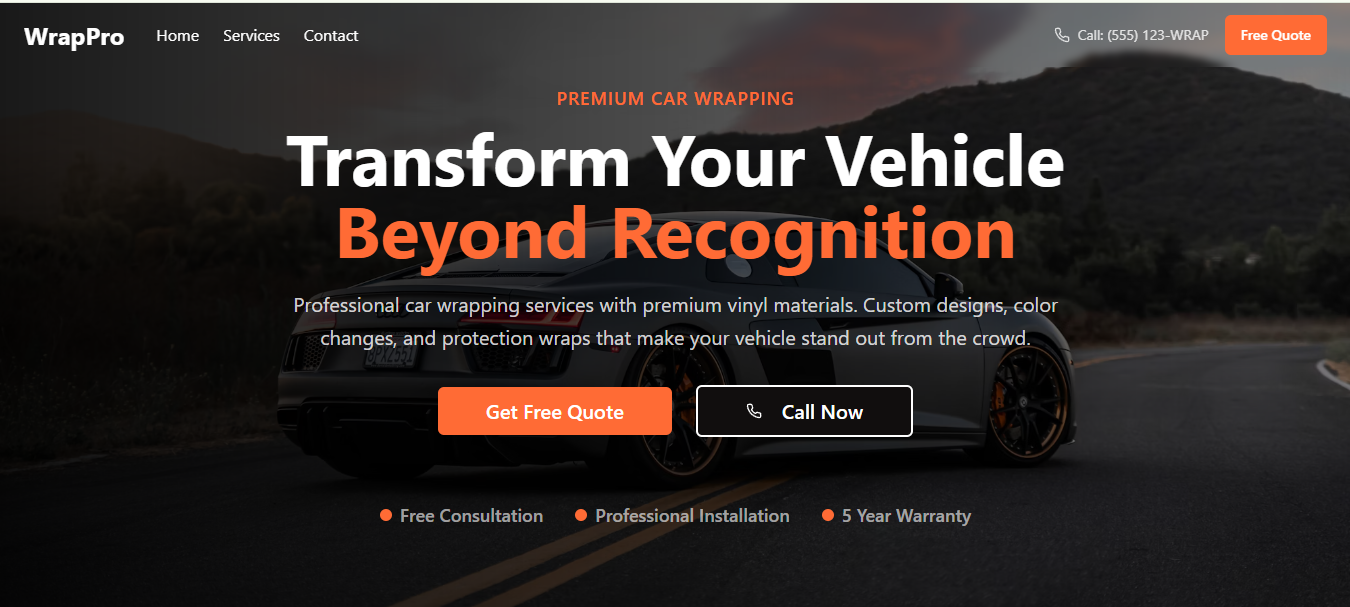 WrapPro
Home
Services
Contact
Call: (555) 123-WRAP
Free Quote
PREMIUM CAR WRAPPING
Transform Your Vehicle
Beyond Recognition
Professional car wrapping services with premium vinyl materials. Custom designs, color
changes, and protection wraps that make your vehicle stand out from the crowd.
Get Free Quote
Call Now
Free Consultation
Professional Installation
5 Year Warranty